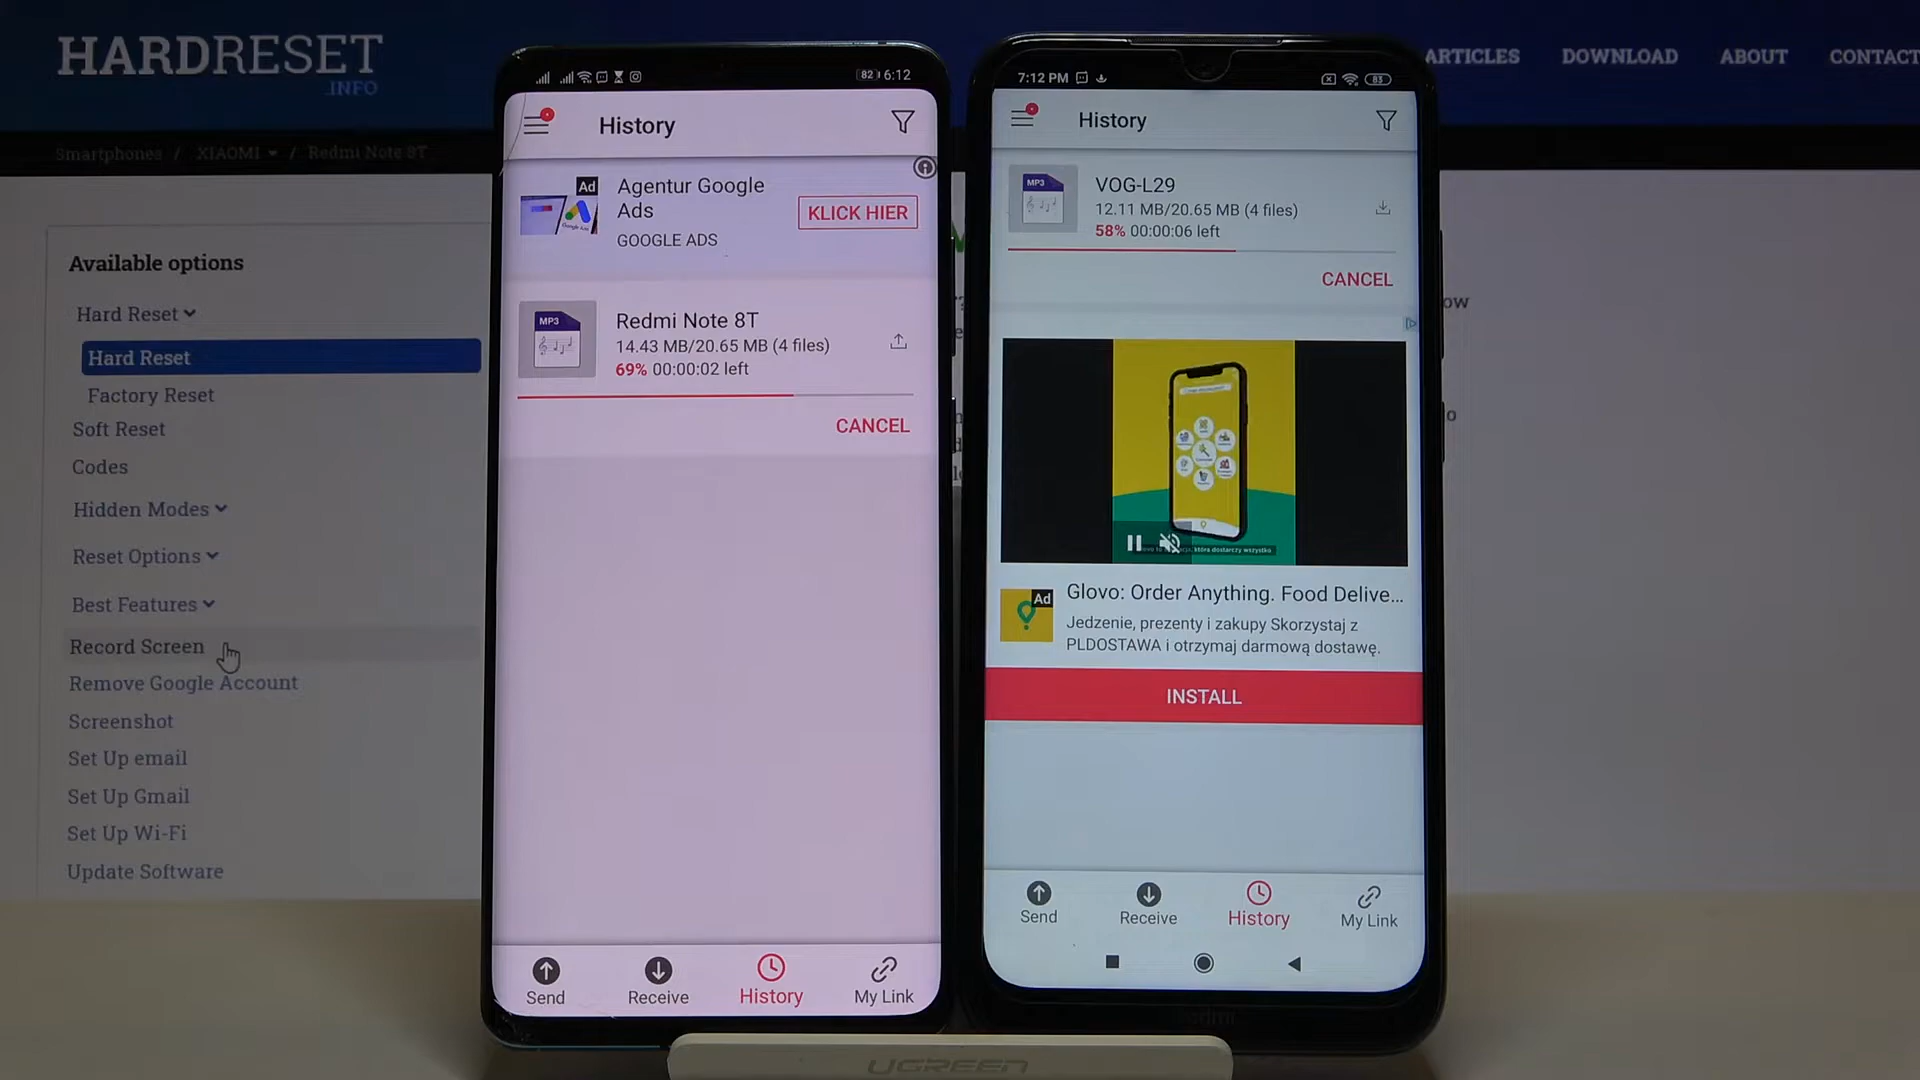 HARDRESET
.INFO
ARTICLES
DOWNLOAD
ABOUT
CONTACT
Smartphones / XIAOMI / Redmi Note 8T
Available options
Hard Reset
Hard Reset
Factory Reset
Soft Reset
Codes
Hidden Modes
Reset Options
Best Features
Record Screen
Remove Google Account
Screenshot
Set Up email
Set Up Gmail
Set Up Wi-Fi
Update Software
82 6:12
History
Ad
Agentur Google
Ads
GOOGLE ADS
KLICK HIER
MP3
Redmi Note 8T
14.43 MB/20.65 MB (4 files)
69% 00:00:02 left
CANCEL
Send
Receive
History
My Link
7:12 PM
83
History
MP3
VOG-L29
12.11 MB/20.65 MB (4 files)
58% 00:00:06 left
CANCEL
Ad
Glovo: Order Anything. Food Delive...
Jedzenie, prezenty i zakupy Skorzystaj z
PLDOSTAWA i otrzymaj darmową dostawę.
INSTALL
Send
Receive
History
My Link
Redmi
UGREEN